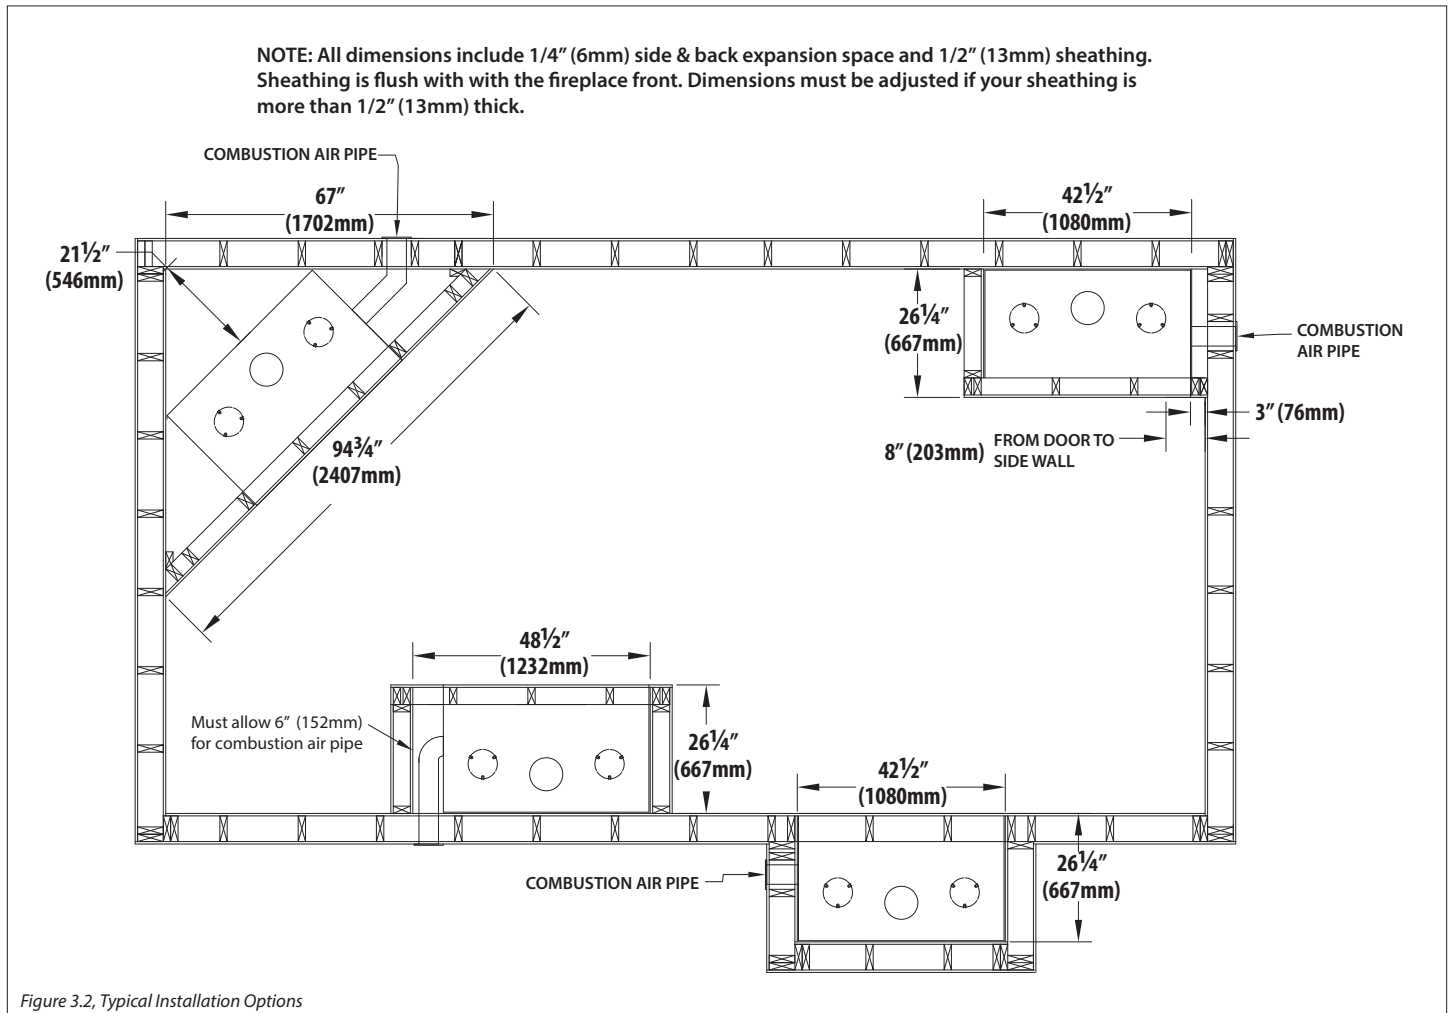 NOTE: All dimensions include 1/4” (6mm) side & back expansion space and 1/2” (13mm) sheathing.
Sheathing is flush with with the fireplace front. Dimensions must be adjusted if your sheathing is
more than 1/2” (13mm) thick.
COMBUSTION AIR PIPE
67”
(1702mm)
42½”
(1080mm)
21½”
(546mm)
26¼”
(667mm)
COMBUSTION
AIR PIPE
3” (76mm)
8” (203mm)
FROM DOOR TO
SIDE WALL
94¾”
(2407mm)
48½”
(1232mm)
Must allow 6” (152mm)
for combustion air pipe
26¼”
(667mm)
42½”
(1080mm)
COMBUSTION AIR PIPE
26¼”
(667mm)
Figure 3.2, Typical Installation Options